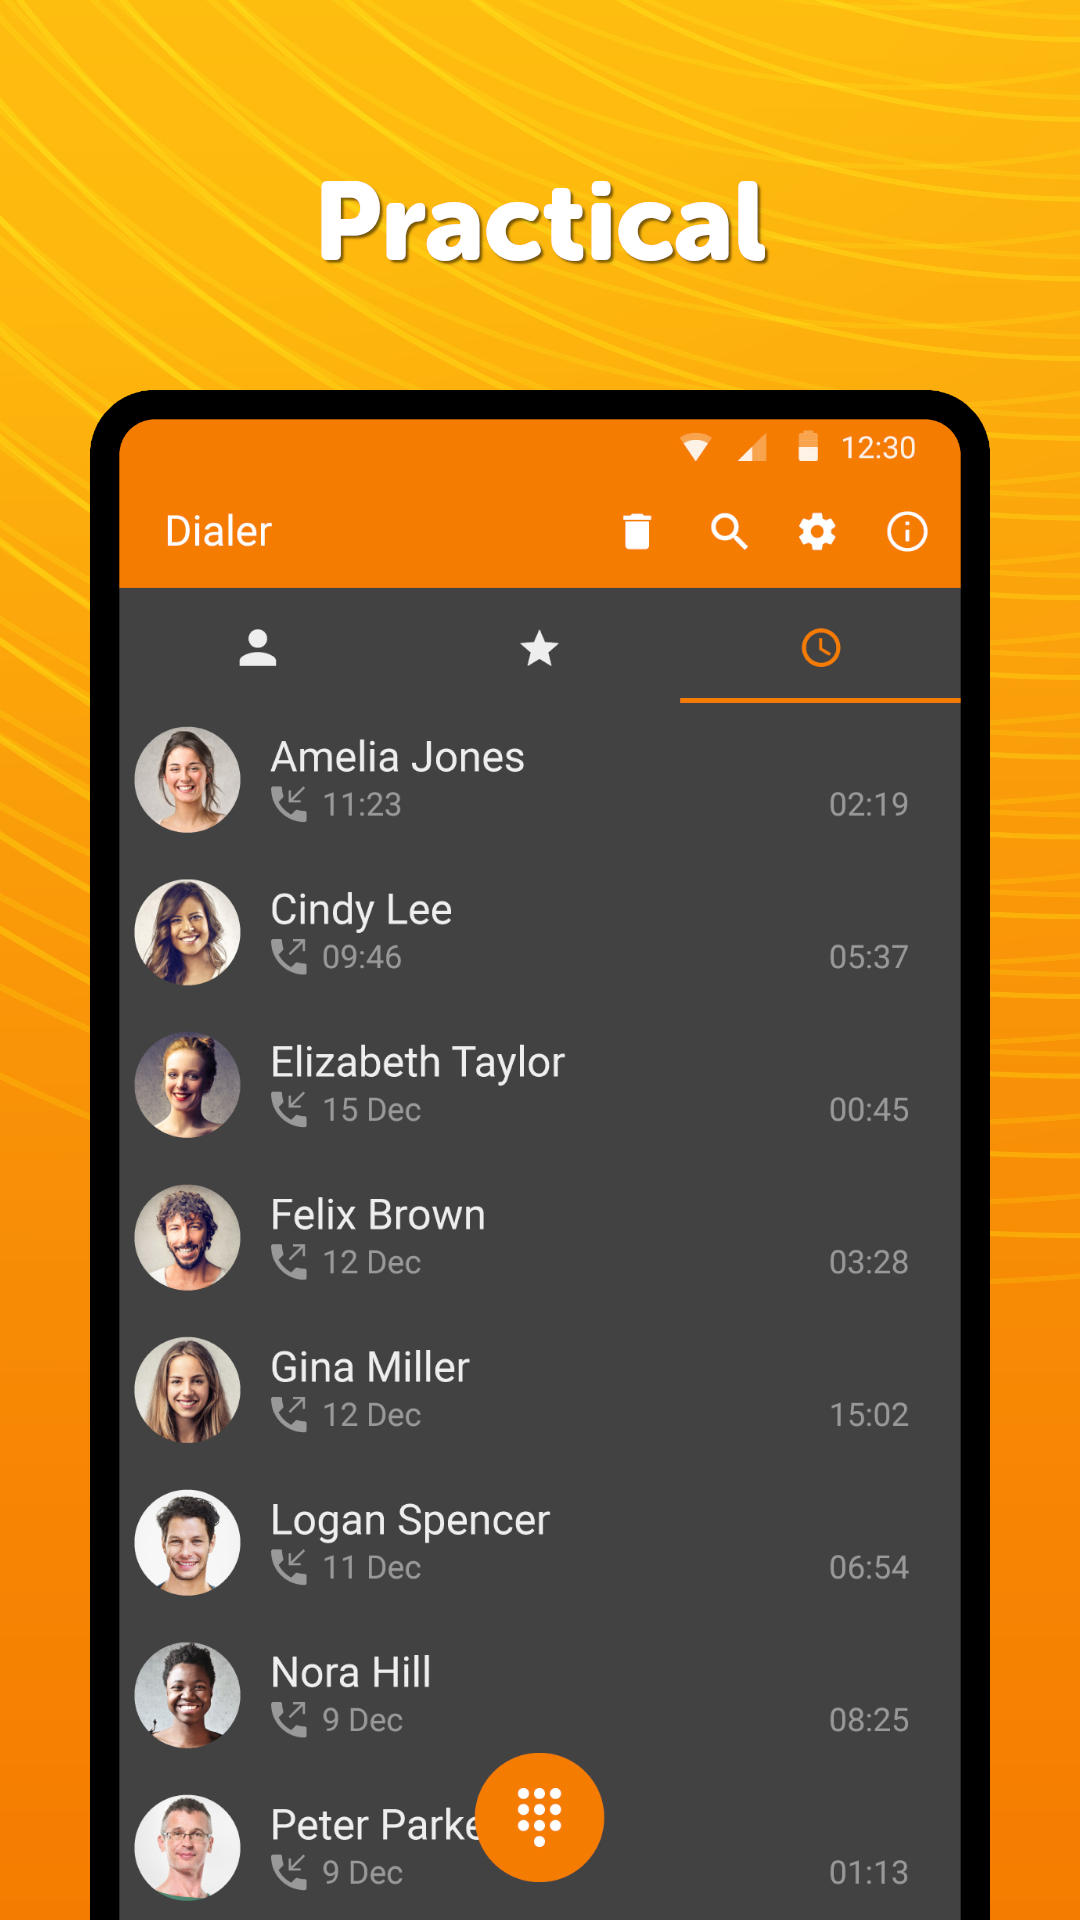 Practical
12:30
Dialer
Amelia Jones
11:23 02:19
Cindy Lee
09:46 05:37
Elizabeth Taylor
15 Dec 00:45
Felix Brown
12 Dec 03:28
Gina Miller
12 Dec 15:02
Logan Spencer
11 Dec 06:54
Nora Hill
9 Dec 08:25
Peter Parke
9 Dec 01:13